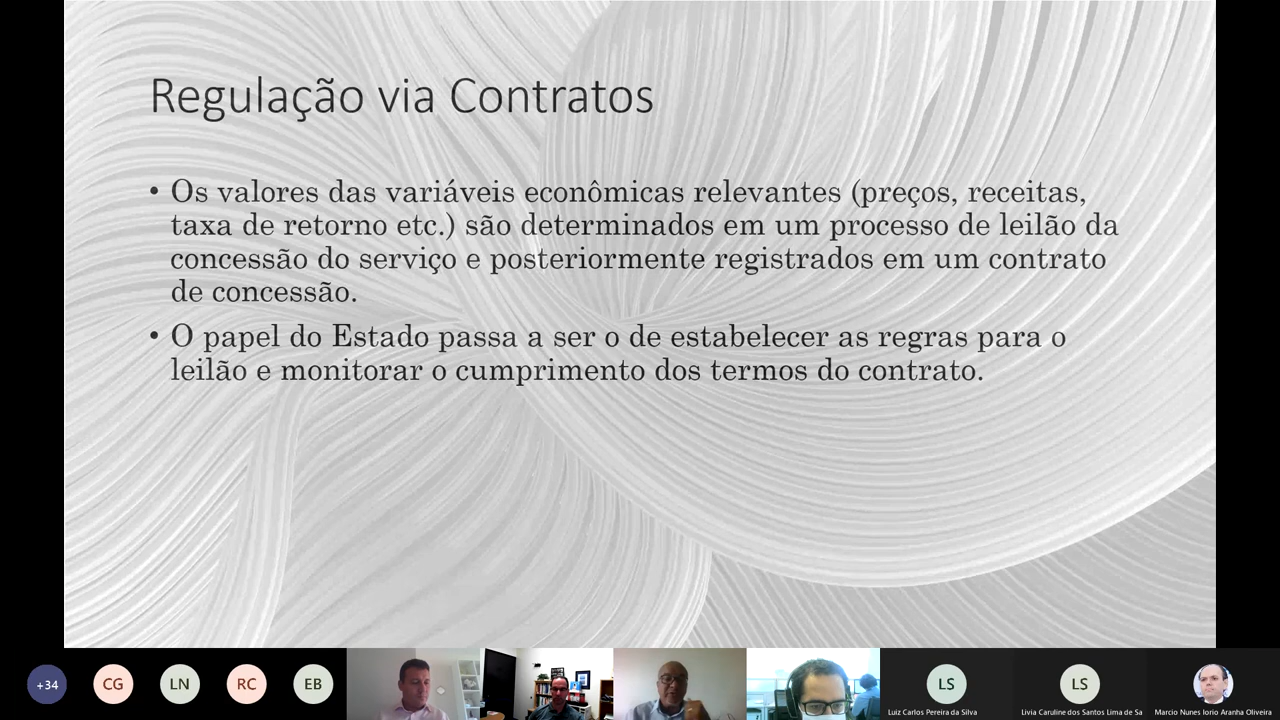 Regulação via Contratos
• Os valores das variáveis econômicas relevantes (preços, receitas,
taxa de retorno etc.) são determinados em um processo de leilão da
concessão do serviço e posteriormente registrados em um contrato
de concessão.
• O papel do Estado passa a ser o de estabelecer as regras para o
leilão e monitorar o cumprimento dos termos do contrato.
+34
CG
LN
RC
EB
LS
LS
Luiz Carlos Pereira da Silva
Livia Caruline dos Santos Lima de Sa
Marcio Nunes Iorio Aranha Oliveira